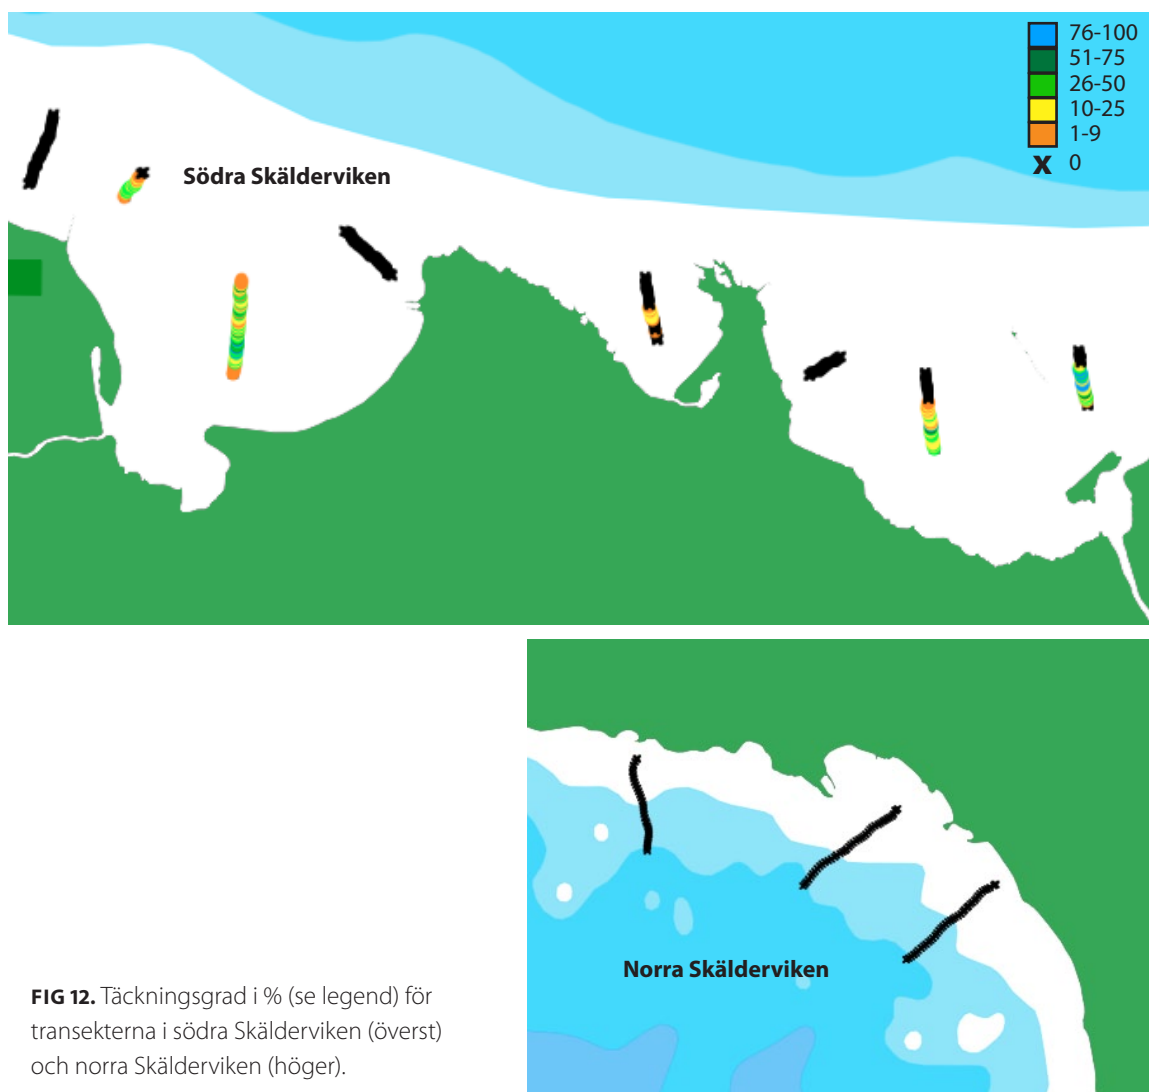 76-100
51-75
26-50
10-25
1-9
X 0
Södra Skälderviken
Norra Skälderviken
FIG 12. Täckningsgrad i % (se legend) för
transekterna i södra Skälderviken (överst)
och norra Skälderviken (höger).